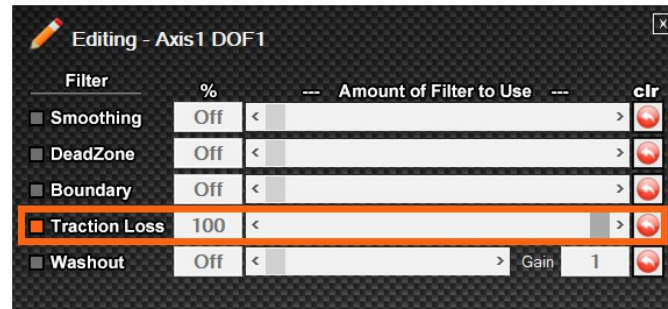 Editing - Axis1 DOF1
Filter % --- Amount of Filter to Use --- clr
Smoothing Off
DeadZone Off
Boundary Off
Traction Loss 100
Washout Off Gain 1